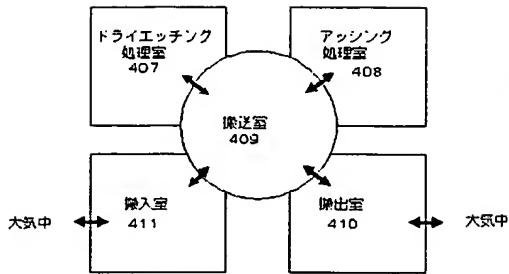 ドライエッチング
処理室
407
アッシング
処理室
408
搬送室
409
搬入室
411
搬出室
410
大気中
大気中